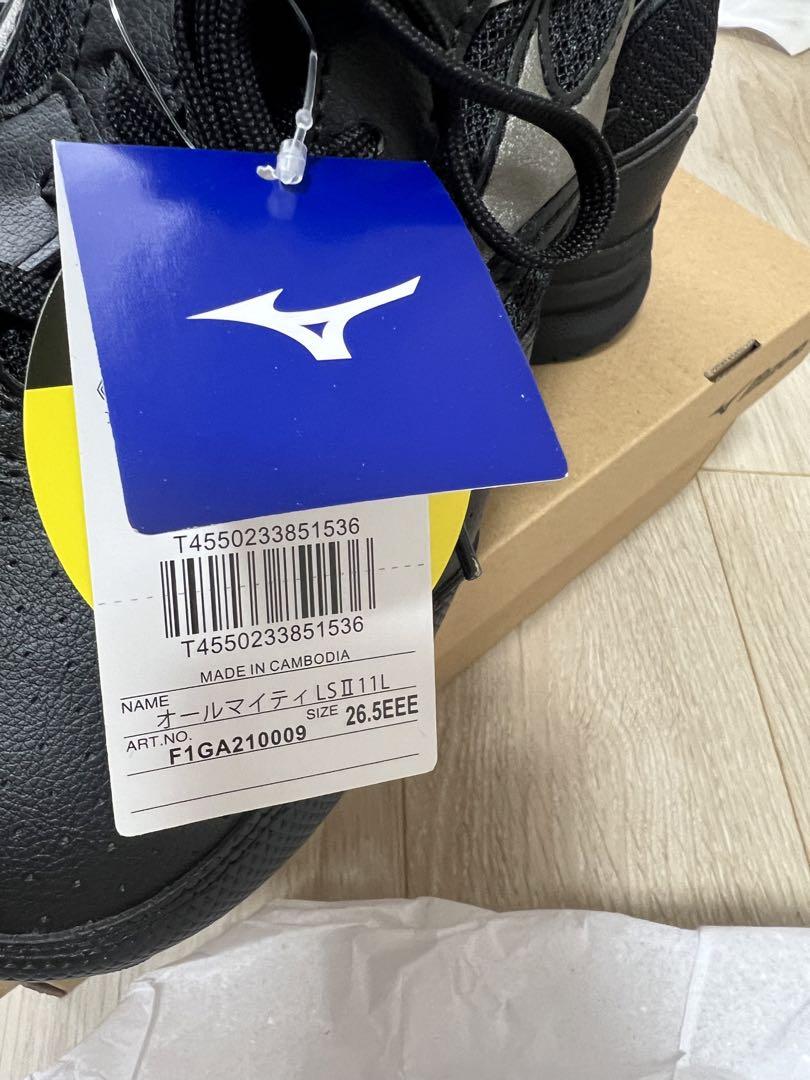 T4550233851536
T4550233851536
MADE IN CAMBODIA
NAME オールマイティ LSⅡ11L
ART.NO. F1GA210009 SIZE 26.5EEE